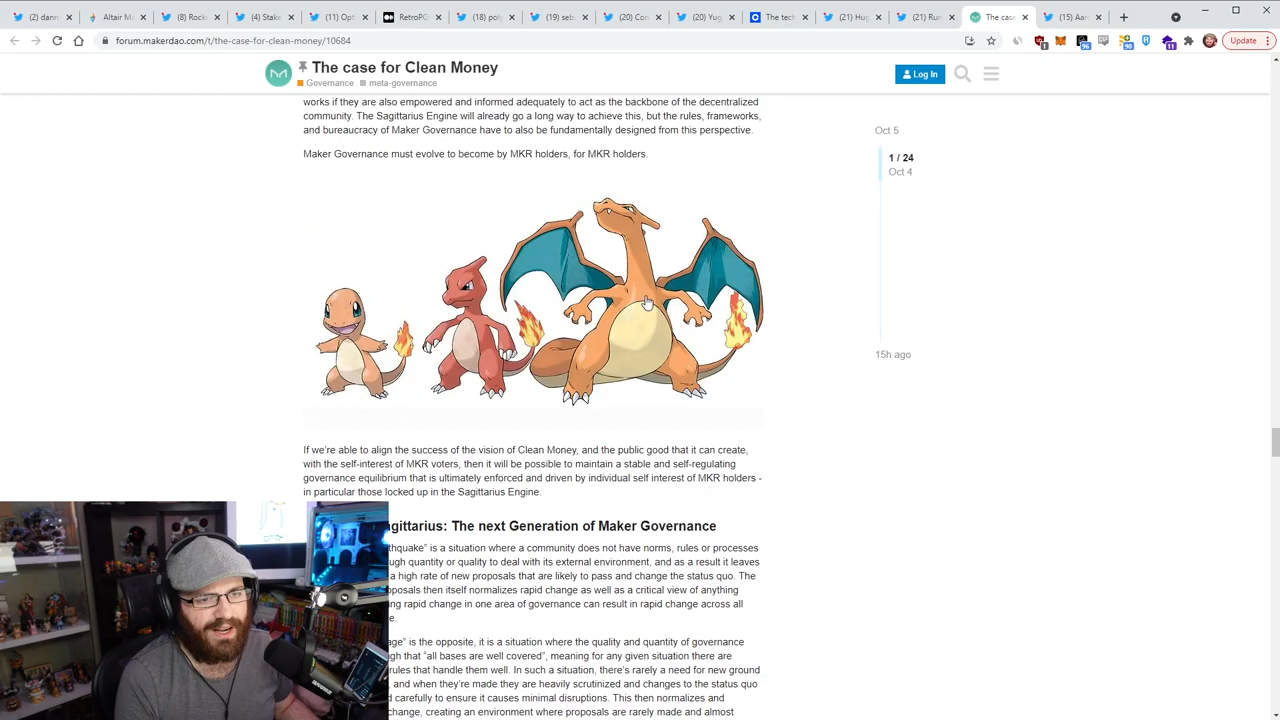 (2) dann
Altair M
(8) Rock
(4) Stake
(11) Opt
RetroPG
(18) pol
(19) seb
(20) Con
(20) Yug
The tech
(21) Hug
(21) Run
The case
(15) Aar
forum.makerdao.com/t/the-case-for-clean-money/10684
1
96
90
11
Update
The case for Clean Money
Governance meta-governance
Log In
works if they are also empowered and informed adequately to act as the backbone of the decentralized
community. The Sagittarius Engine will already go a long way to achieve this, but the rules, frameworks,
and bureaucracy of Maker Governance have to also be fundamentally designed from this perspective.
Maker Governance must evolve to become by MKR holders, for MKR holders.
Oct 5
1 / 24
Oct 4
15h ago
If we're able to align the success of the vision of Clean Money, and the public good that it can create,
with the self-interest of MKR voters, then it will be possible to maintain a stable and self-regulating
governance equilibrium that is ultimately enforced and driven by individual self interest of MKR holders -
in particular those locked up in the Sagittarius Engine.
gittarius: The next Generation of Maker Governance
thquake" is a situation where a community does not have norms, rules or processes
ugh quantity or quality to deal with its external environment, and as a result it leaves
a high rate of new proposals that are likely to pass and change the status quo. The
posals then itself normalizes rapid change as well as a critical view of anything
ng rapid change in one area of governance can result in rapid change across all
e.
age" is the opposite, it is a situation where the quality and quantity of governance
gh that "all bases are well covered", meaning for any given situation there are
rules that handle them well. In such a situation, there's rarely a need for new ground
, and when they're made they are heavily scrutinized and changes to the status quo
d carefully to ensure it causes minimal disruptions. This then normalizes and
change, creating an environment where proposals are rarely made and almost